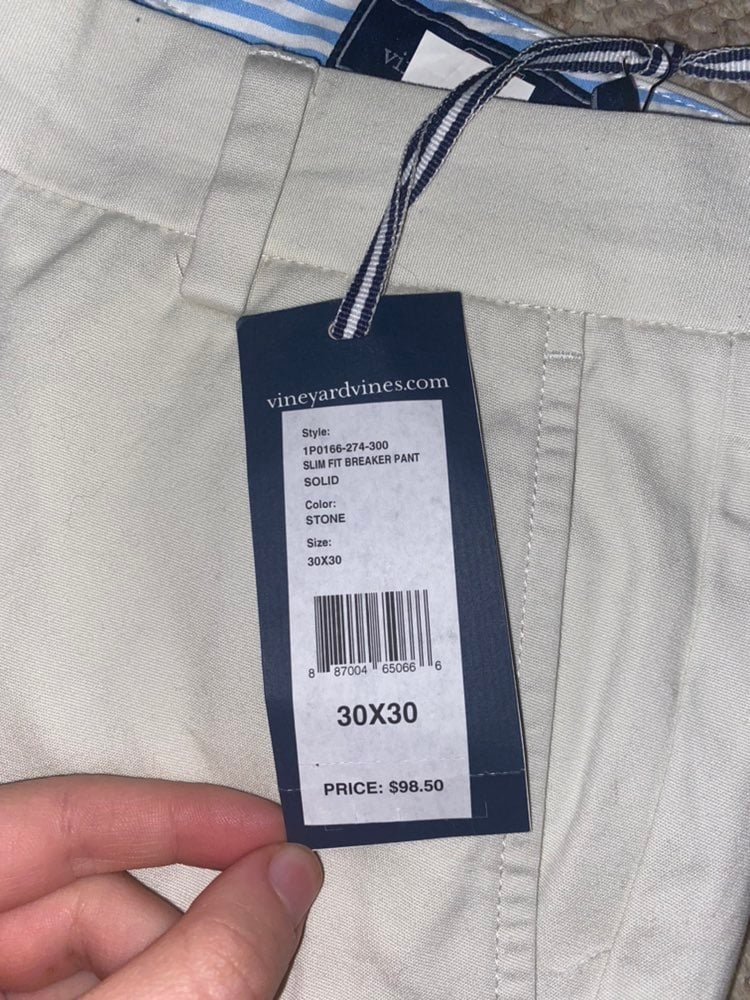 vi
vineyardvines.com
Style:
1P0166-274-300
SLIM FIT BREAKER PANT
SOLID
Color:
STONE
Size:
30X30
8 87004 65066 6
30X30
PRICE: $98.50